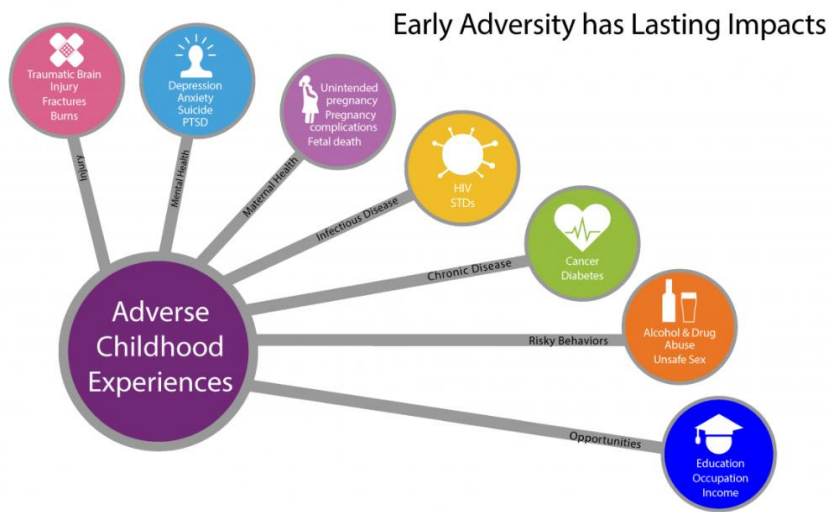 Early Adversity has Lasting Impacts
Traumatic Brain
Injury
Fractures
Burns
Depression
Anxiety
Suicide
PTSD
Unintended
pregnancy
Pregnancy
complications
Fetal death
HIV
STDs
Cancer
Diabetes
Alcohol & Drug
Abuse
Unsafe Sex
Education
Occupation
Income
Injury
Mental Health
Maternal Health
Infectious Disease
Chronic Disease
Risky Behaviors
Opportunities
Adverse
Childhood
Experiences